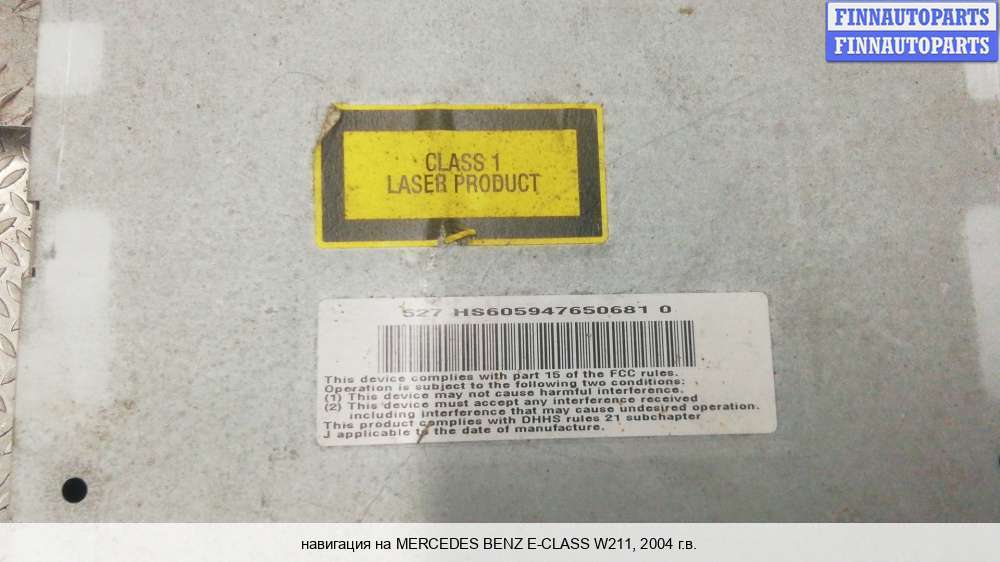 FINNAUTOPARTS
FINNAUTOPARTS
CLASS 1
LASER PRODUCT
527 HS605947650681 0
This device complies with part 15 of the FCC rules.
Operation is subject to the following two conditions:
(1) This device may not cause harmful interference.
(2) This device must accept any interference received
including interference that may cause undesired operation.
This product complies with DHHS rules 21 subchapter
J applicable to the date of manufacture.
навигация на MERCEDES BENZ E-CLASS W211, 2004 г.в.